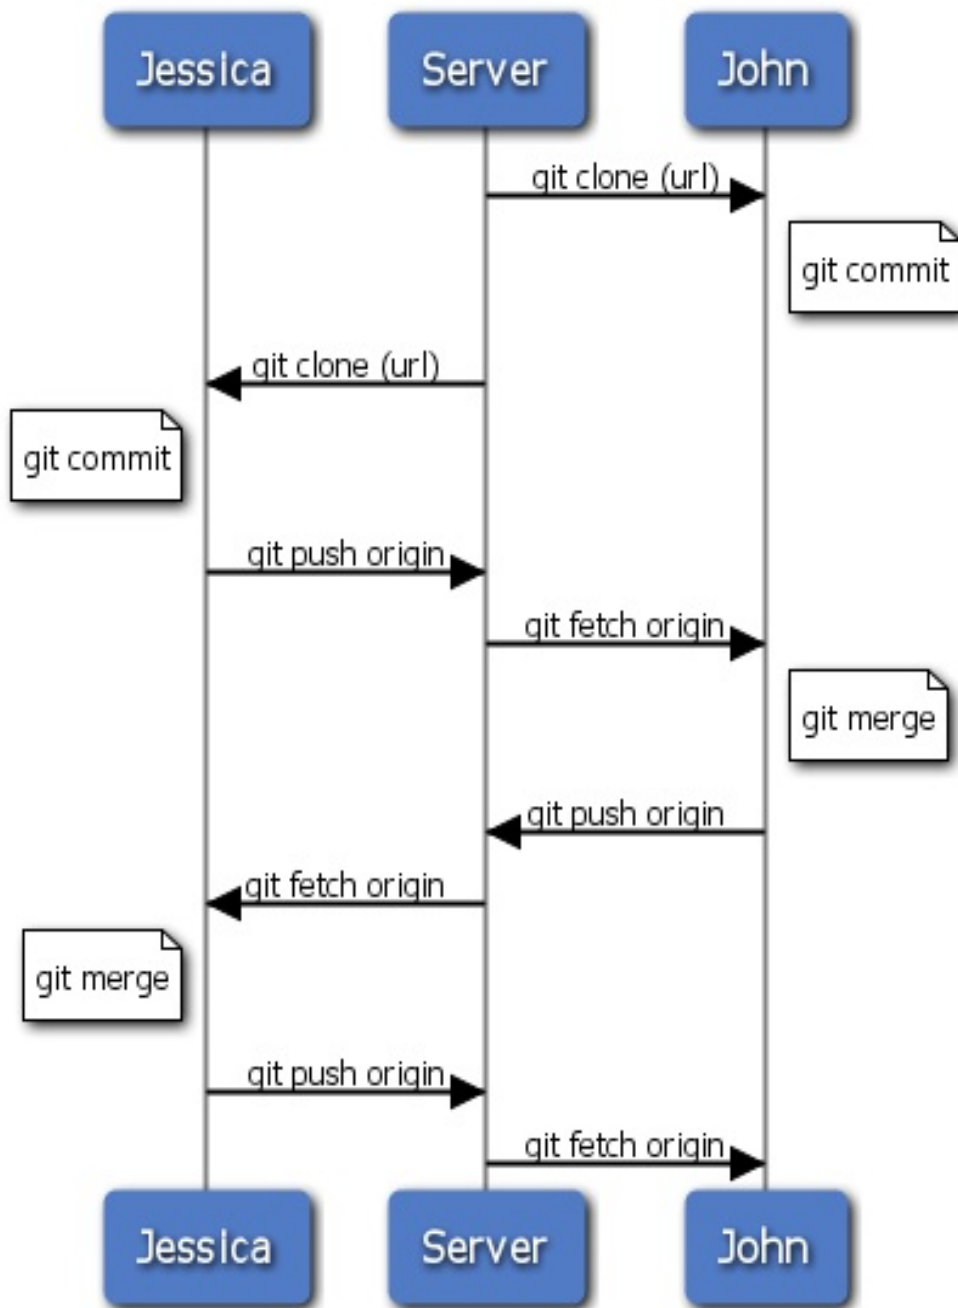 Jessica
Server
John
git clone (url)
git commit
git clone (url)
git commit
git push origin
git fetch origin
git merge
git push origin
git fetch origin
git merge
git push origin
git fetch origin
Jessica
Server
John